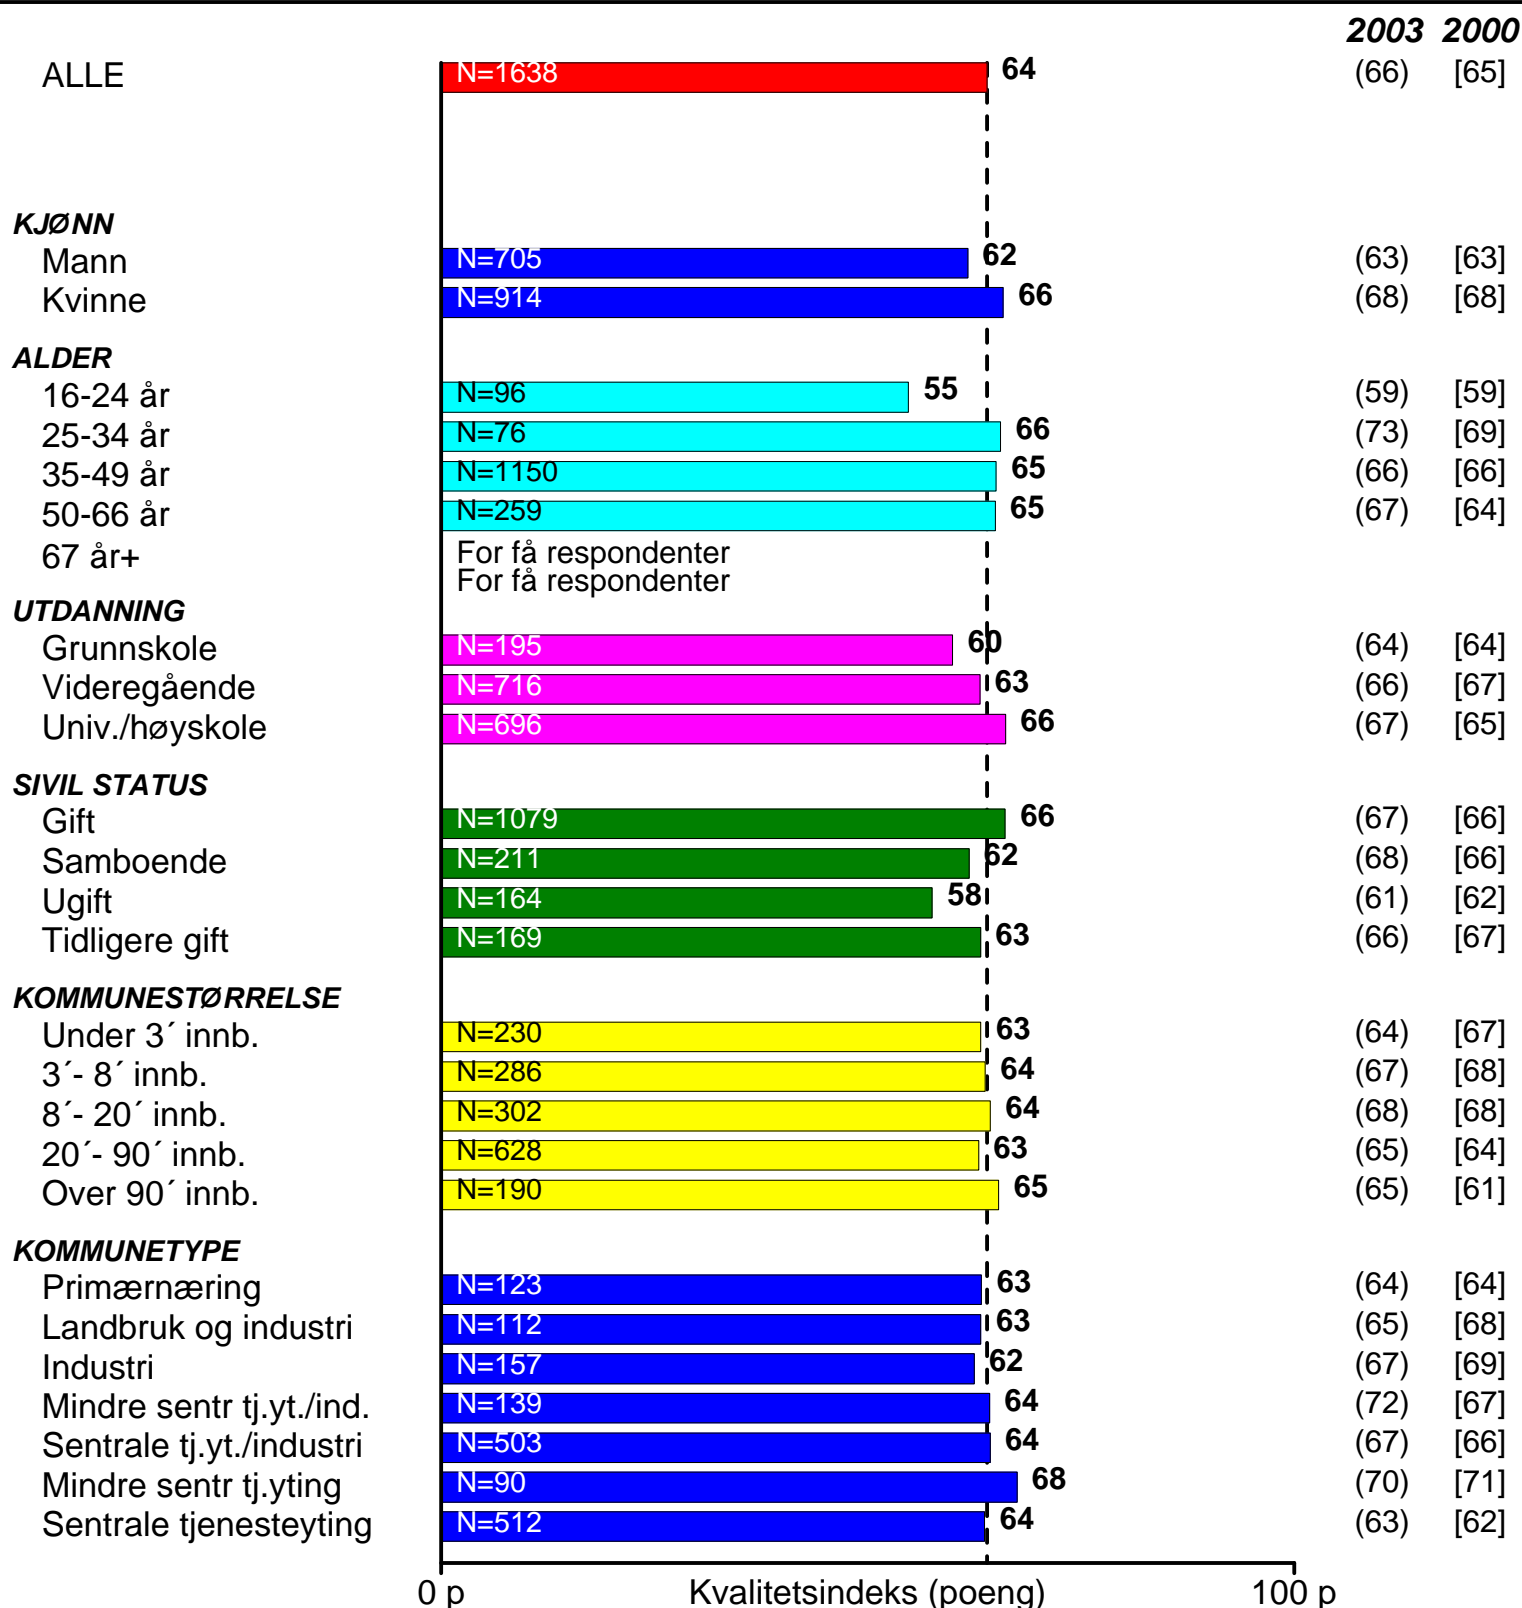 2003 2000
ALLE N=1638 64 (66) [65]
KJØNN
Mann N=705 62 (63) [63]
Kvinne N=914 66 (68) [68]
ALDER
16-24 år N=96 55 (59) [59]
25-34 år N=76 66 (73) [69]
35-49 år N=1150 65 (66) [66]
50-66 år N=259 65 (67) [64]
67 år+ For få respondenter
For få respondenter
UTDANNING
Grunnskole N=195 60 (64) [64]
Videregående N=716 63 (66) [67]
Univ./høyskole N=696 66 (67) [65]
SIVIL STATUS
Gift N=1079 66 (67) [66]
Samboende N=211 62 (68) [66]
Ugift N=164 58 (61) [62]
Tidligere gift N=169 63 (66) [67]
KOMMUNESTØRRELSE
Under 3´ innb. N=230 63 (64) [67]
3´- 8´ innb. N=286 64 (67) [68]
8´- 20´ innb. N=302 64 (68) [68]
20´- 90´ innb. N=628 63 (65) [64]
Over 90´ innb. N=190 65 (65) [61]
KOMMUNETYPE
Primærnæring N=123 63 (64) [64]
Landbruk og industri N=112 63 (65) [68]
Industri N=157 62 (67) [69]
Mindre sentr tj.yt./ind. N=139 64 (72) [67]
Sentrale tj.yt./industri N=503 64 (67) [66]
Mindre sentr tj.yting N=90 68 (70) [71]
Sentrale tjenesteyting N=512 64 (63) [62]
0 p Kvalitetsindeks (poeng) 100 p